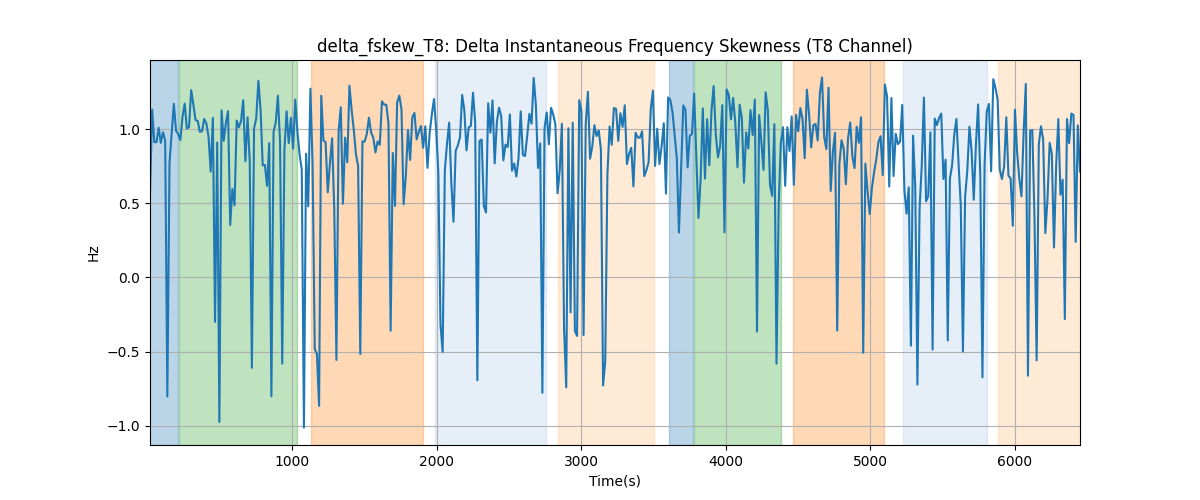 delta_fskew_T8: Delta Instantaneous Frequency Skewness (T8 Channel)
1.0
0.5
0.0
−0.5
−1.0
Hz
1000 2000 3000 4000 5000 6000
Time(s)